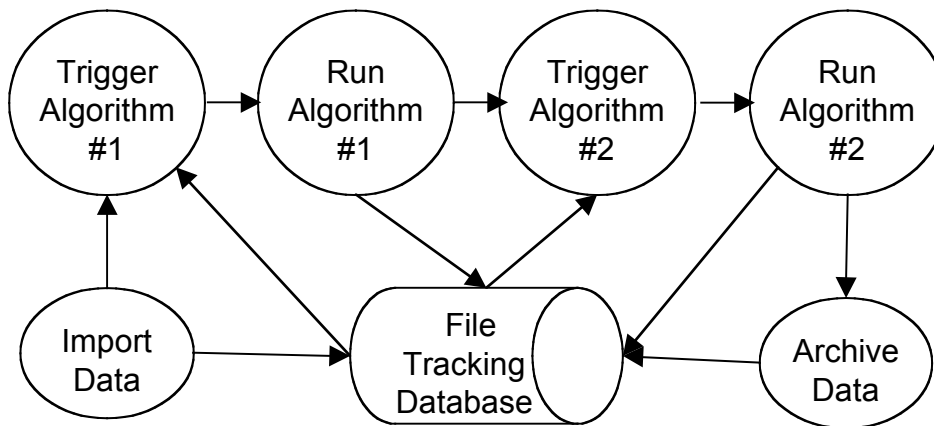 Trigger
Algorithm
#1
Run
Algorithm
#1
Trigger
Algorithm
#2
Run
Algorithm
#2
Import
Data
File
Tracking
Database
Archive
Data